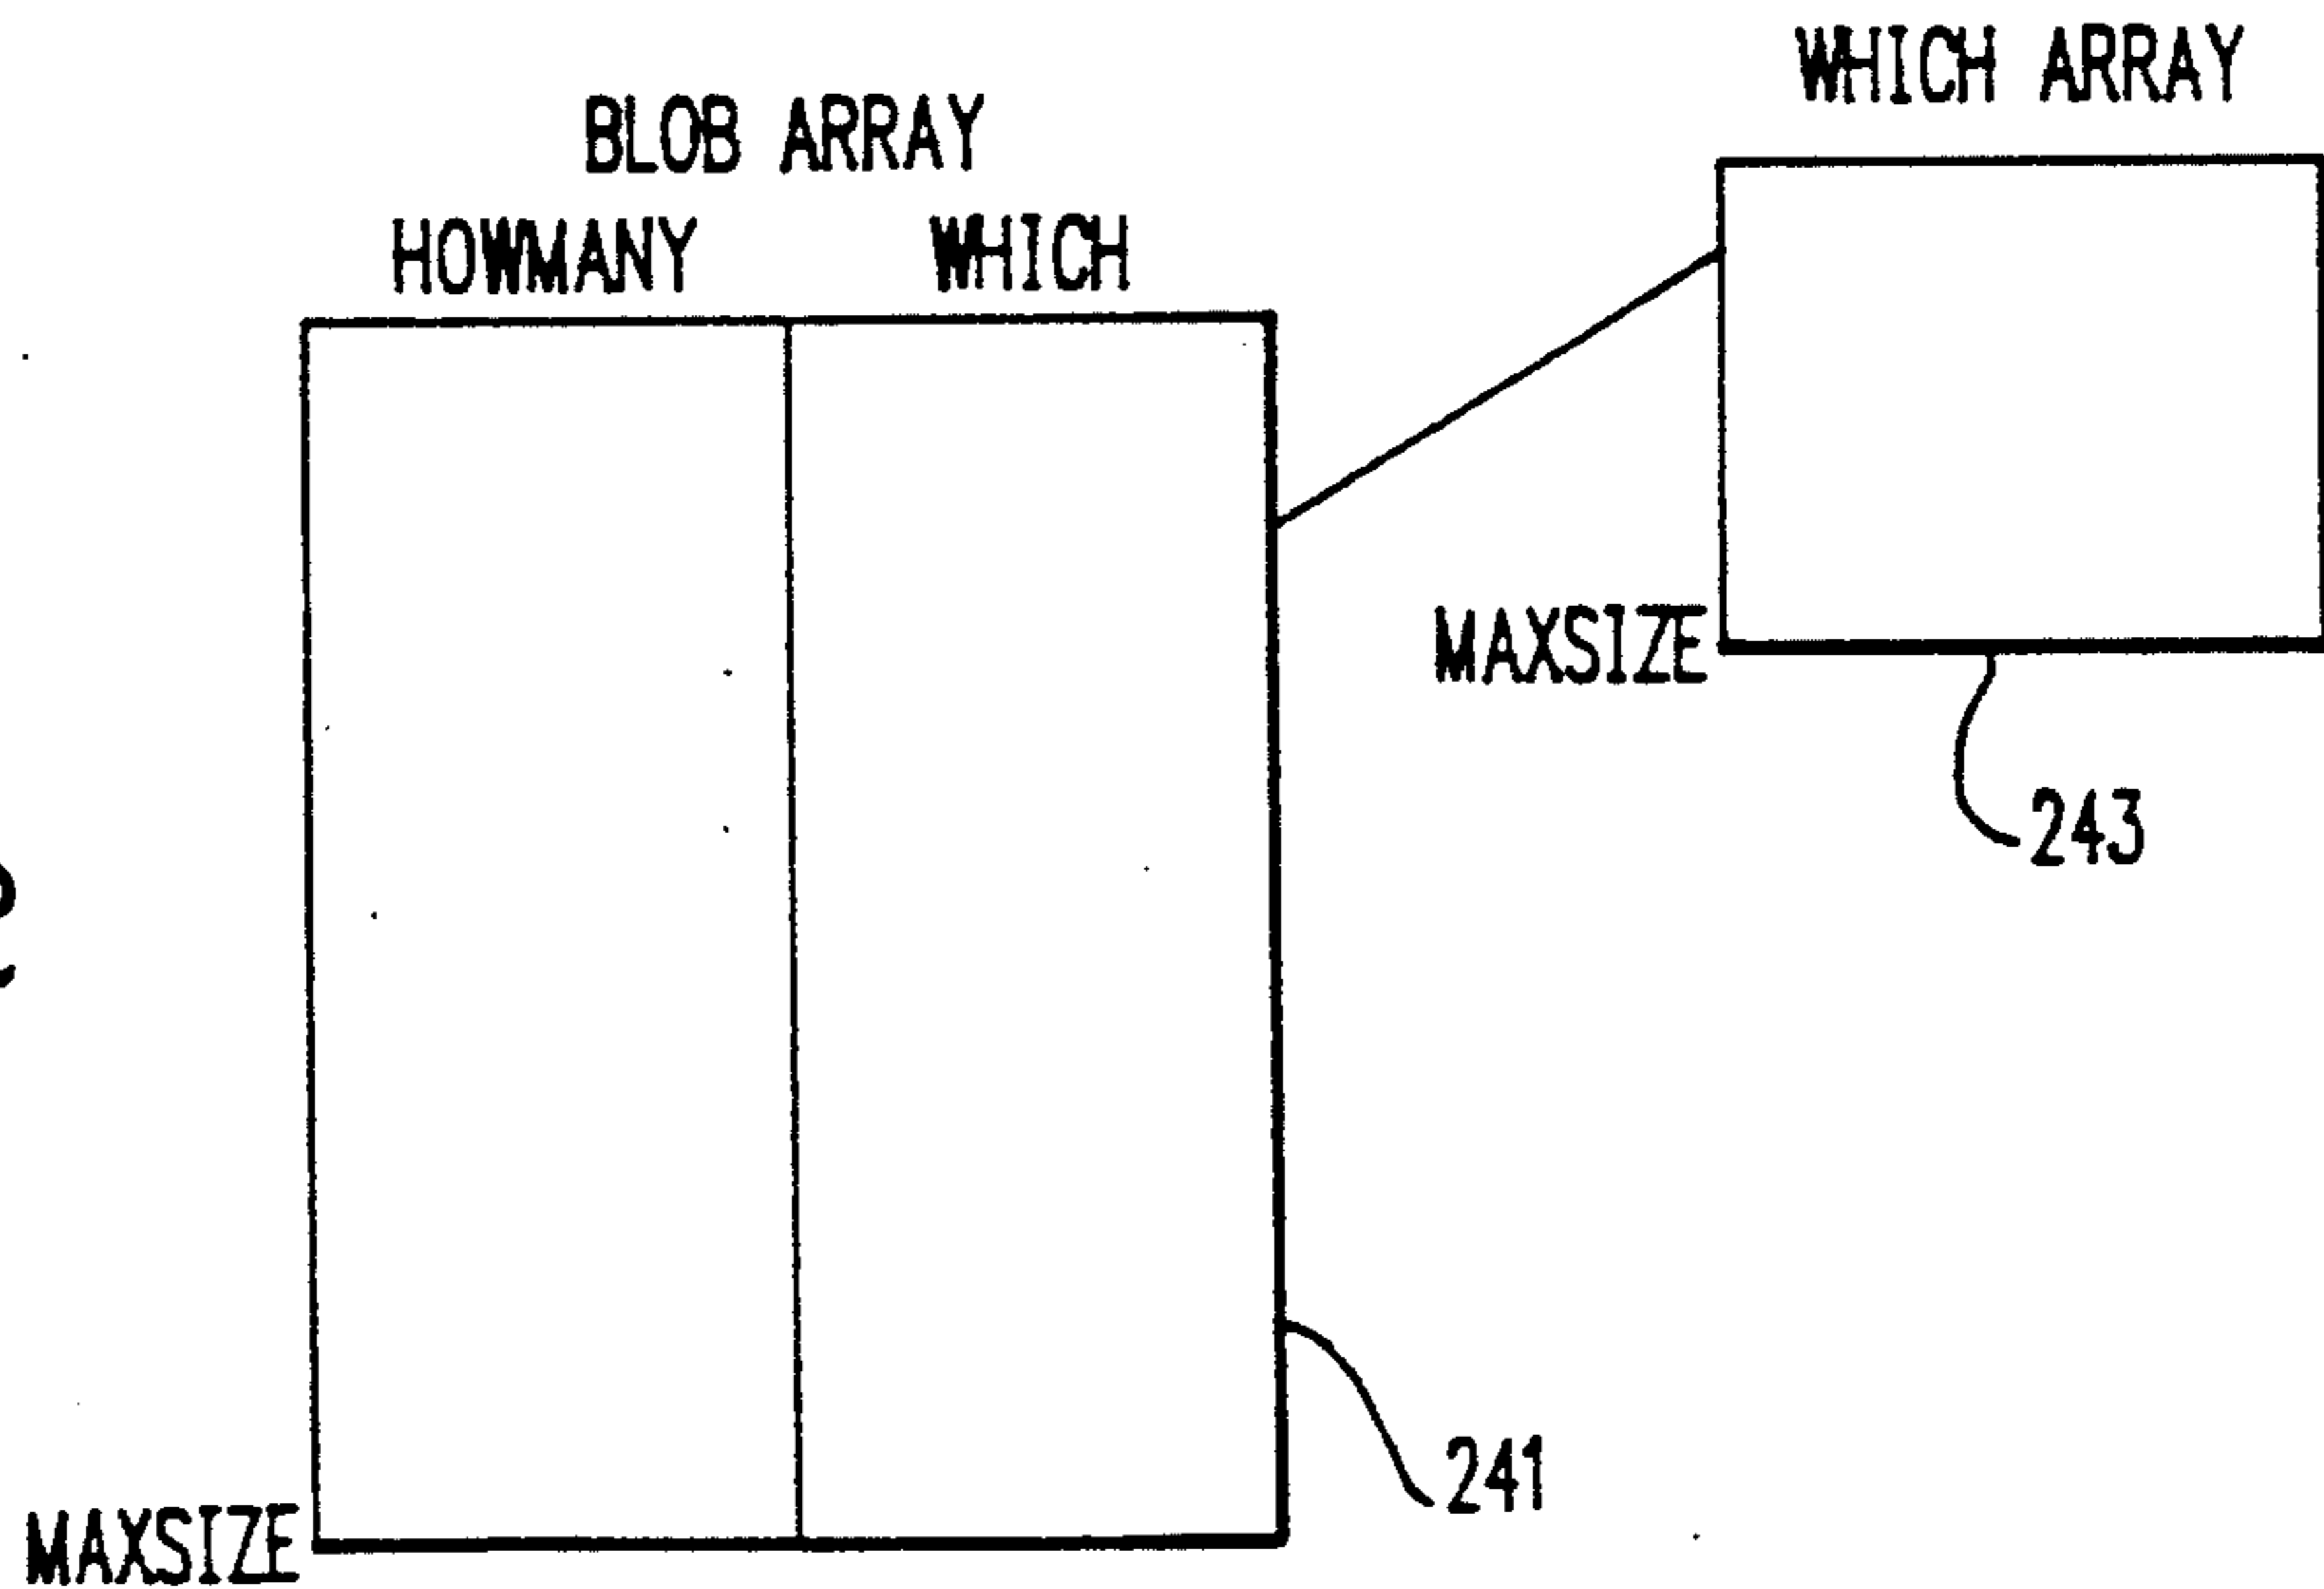 WHICH ARRAY
BLOB ARRAY
HOWMANY WHICH
MAXSIZE
243
241
MAXSIZE